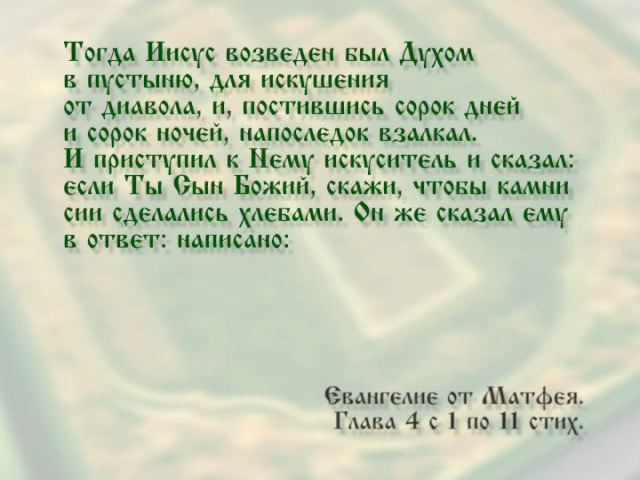 Тогда Иисус возведен был Духом
в пустыню, для искушения
от диавола, и, постившись сорок дней
и сорок ночей, напоследок взалкал.
И приступил к Нему искуситель и сказал:
если Ты Сын Божий, скажи, чтобы камни
сии сделались хлебами. Он же сказал ему
в ответ: написано:
Евангелие от Матфея.
Глава 4 с 1 по 11 стих.